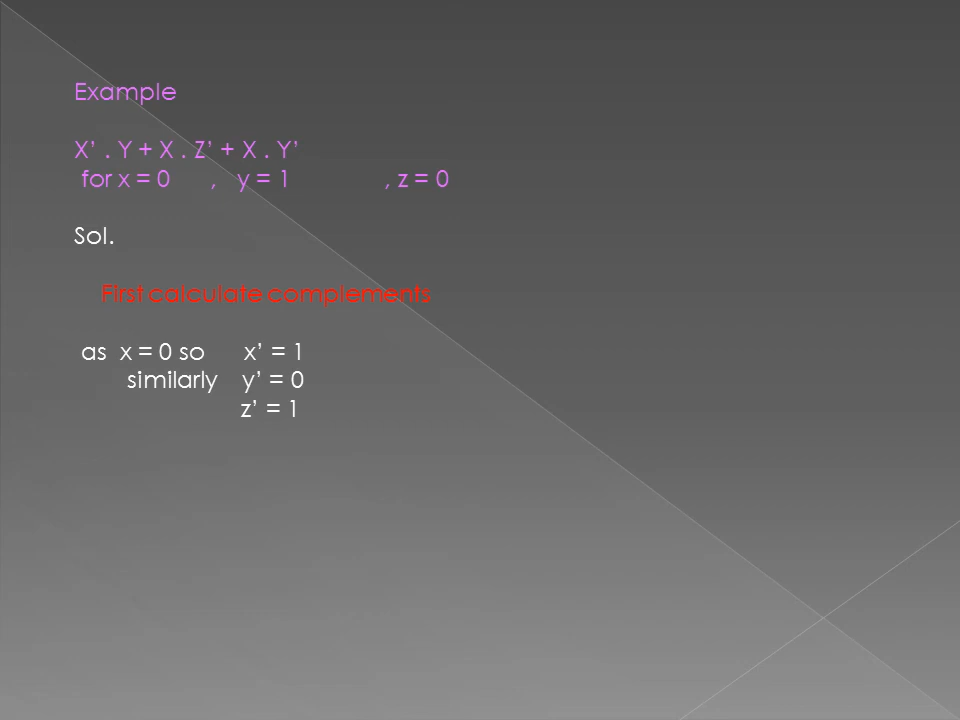 Example
X’ . Y + X . Z’ + X . Y’
for x = 0 , y = 1 , z = 0
Sol.
First calculate complements
as x = 0 so x’ = 1
similarly y’ = 0
z’ = 1